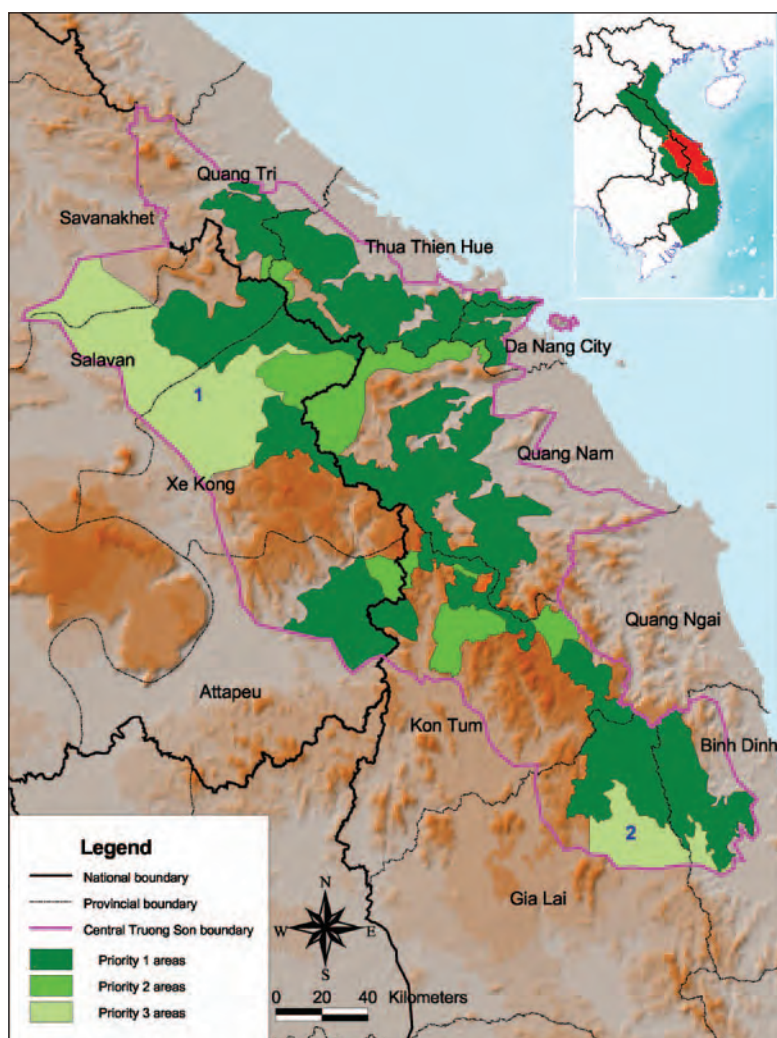 Quang Tri
Savanakhet
Thua Thien Hue
Da Nang City
Salavan
1
Quang Nam
Xe Kong
Quang Ngai
Attapeu
Kon Tum
Binh Dinh
2
Gia Lai
Legend
National boundary
Provincial boundary
Central Truong Son boundary
Priority 1 areas
Priority 2 areas
Priority 3 areas
N
W E
S
0 20 40 Kilometers